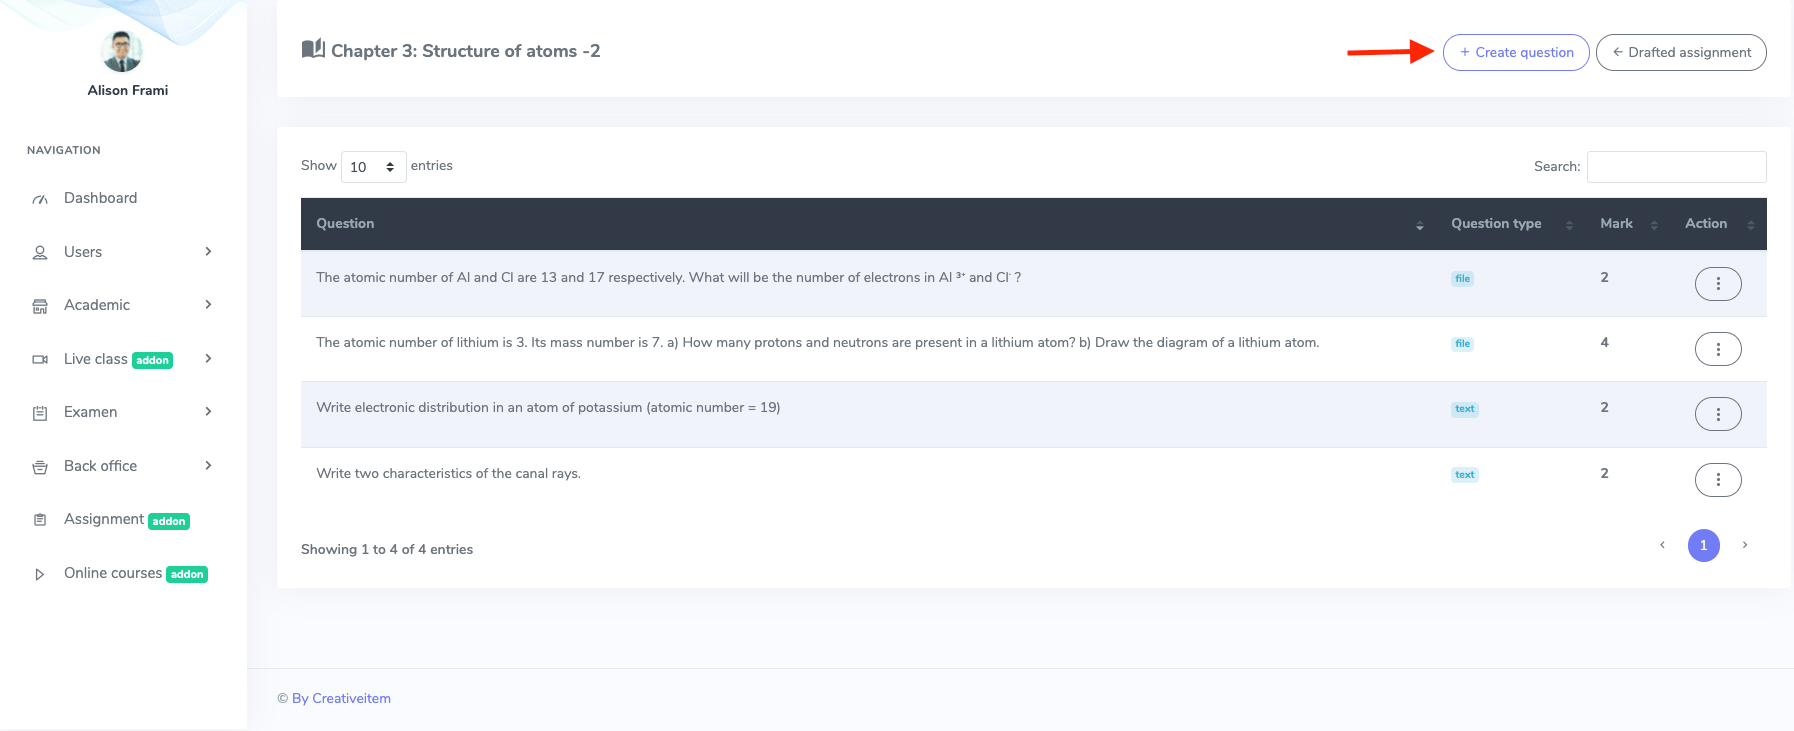 Alison Frami
NAVIGATION
Dashboard
Users
Academic
Live class addon
Examen
Back office
Assignment addon
Online courses addon
Chapter 3: Structure of atoms -2
+ Create question
← Drafted assignment
Show 10 entries
Search:
Question Question type Mark Action
The atomic number of Al and Cl are 13 and 17 respectively. What will be the number of electrons in Al ³⁺ and Cl⁻ ? file 2
The atomic number of lithium is 3. Its mass number is 7. a) How many protons and neutrons are present in a lithium atom? b) Draw the diagram of a lithium atom. file 4
Write electronic distribution in an atom of potassium (atomic number = 19) text 2
Write two characteristics of the canal rays. text 2
Showing 1 to 4 of 4 entries
‹ 1 ›
© By Creativeitem